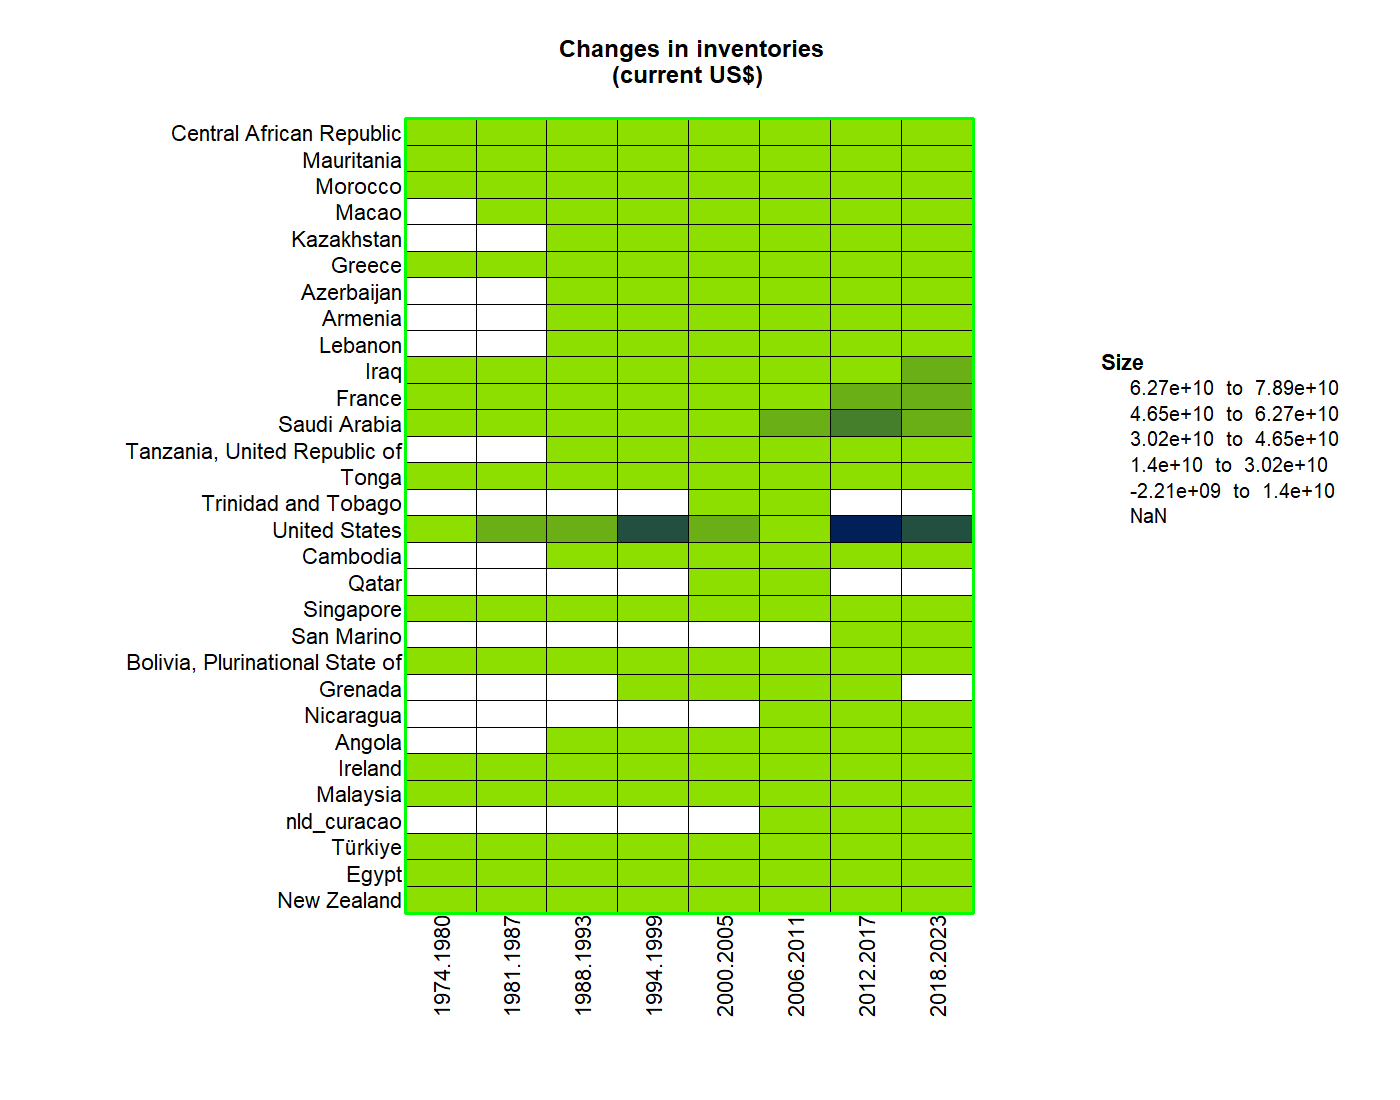 Changes in inventories
(current US$)
Central African Republic
Mauritania
Morocco
Macao
Kazakhstan
Greece
Azerbaijan
Armenia
Lebanon
Iraq
France
Saudi Arabia
Tanzania, United Republic of
Tonga
Trinidad and Tobago
United States
Cambodia
Qatar
Singapore
San Marino
Bolivia, Plurinational State of
Grenada
Nicaragua
Angola
Ireland
Malaysia
nld_curacao
Türkiye
Egypt
New Zealand
1974.1980
1981.1987
1988.1993
1994.1999
2000.2005
2006.2011
2012.2017
2018.2023
Size
6.27e+10 to 7.89e+10
4.65e+10 to 6.27e+10
3.02e+10 to 4.65e+10
1.4e+10 to 3.02e+10
-2.21e+09 to 1.4e+10
NaN